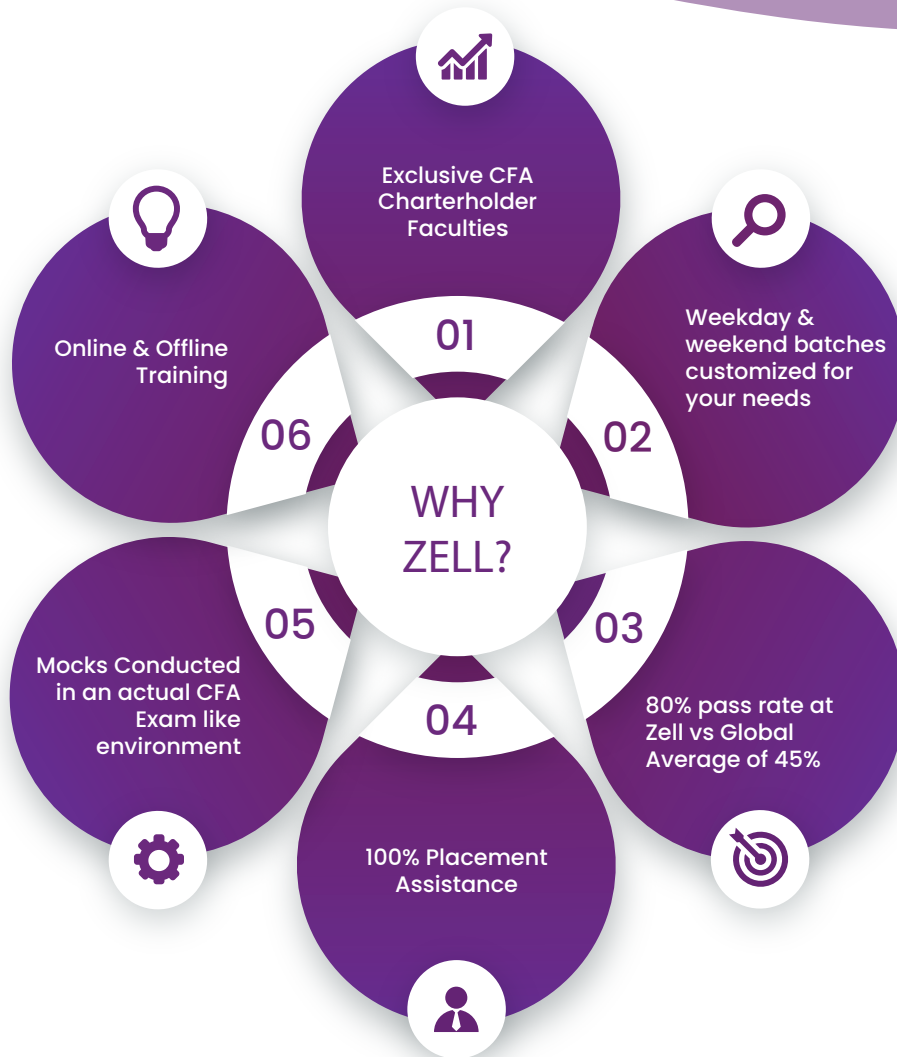 WHY
ZELL?
01
Exclusive CFA
Charterholder
Faculties
02
Weekday &
weekend batches
customized for
your needs
03
80% pass rate at
Zell vs Global
Average of 45%
04
100% Placement
Assistance
05
Mocks Conducted
in an actual CFA
Exam like
environment
06
Online & Offline
Training